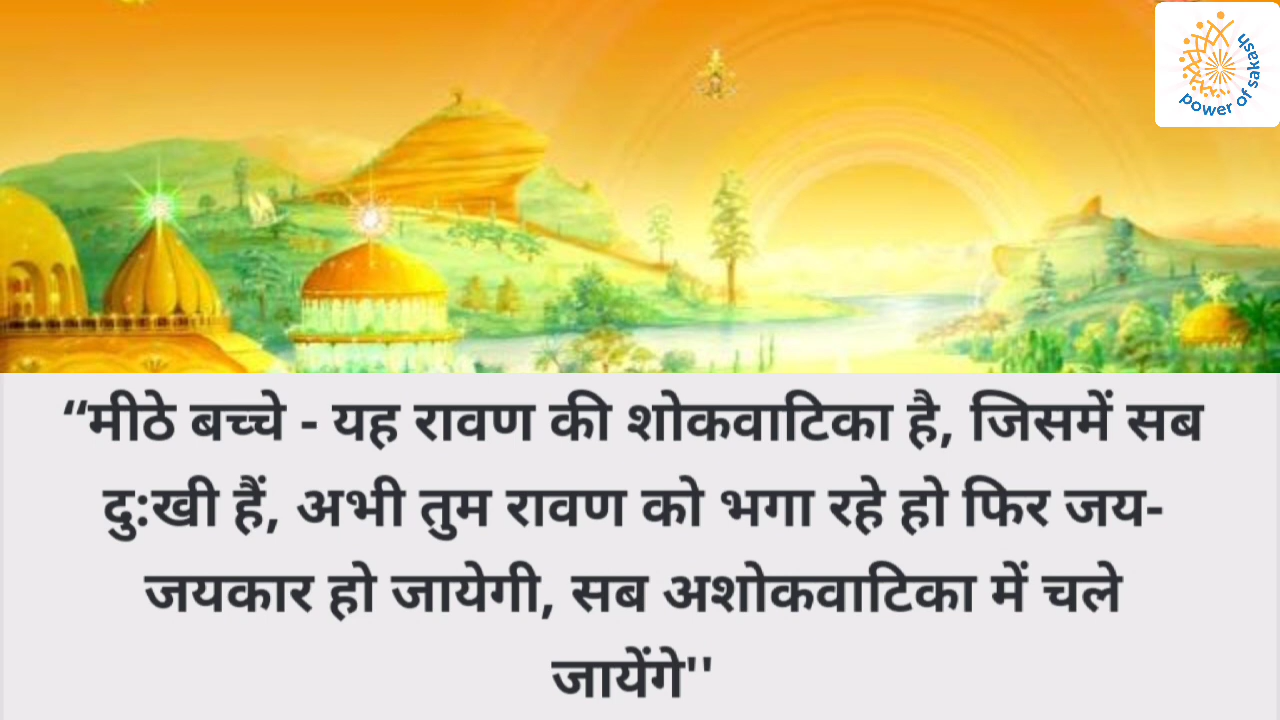 power of sakash
“मीठे बच्चे - यह रावण की शोकवाटिका है, जिसमें सब
दु:खी हैं, अभी तुम रावण को भगा रहे हो फिर जय-
जयकार हो जायेगी, सब अशोकवाटिका में चले
जायेंगे''